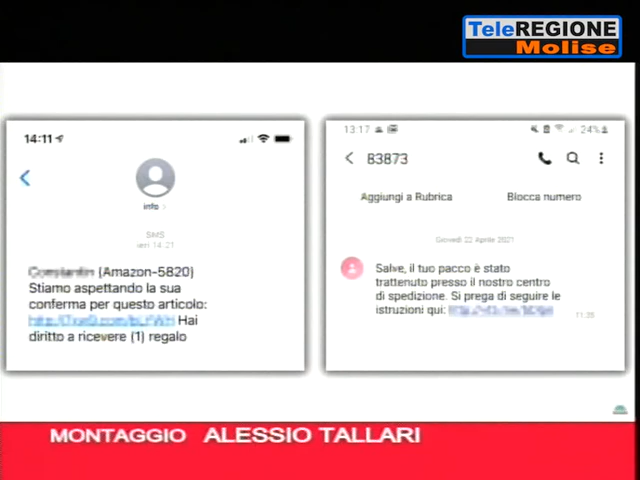 TeleREGIONE
Molise
14:11
info
SMS
ieri 14:21
(Amazon-5820)
Stiamo aspettando la sua
conferma per questo articolo:
Hai
diritto a ricevere (1) regalo
13:17
24%
83873
Aggiungi a Rubrica
Blocca numero
Giovedì 22 Aprile 2021
Salve, il tuo pacco è stato
trattenuto presso il nostro centro
di spedizione. Si prega di seguire le
istruzioni qui:
11:35
MONTAGGIO ALESSIO TALLARI